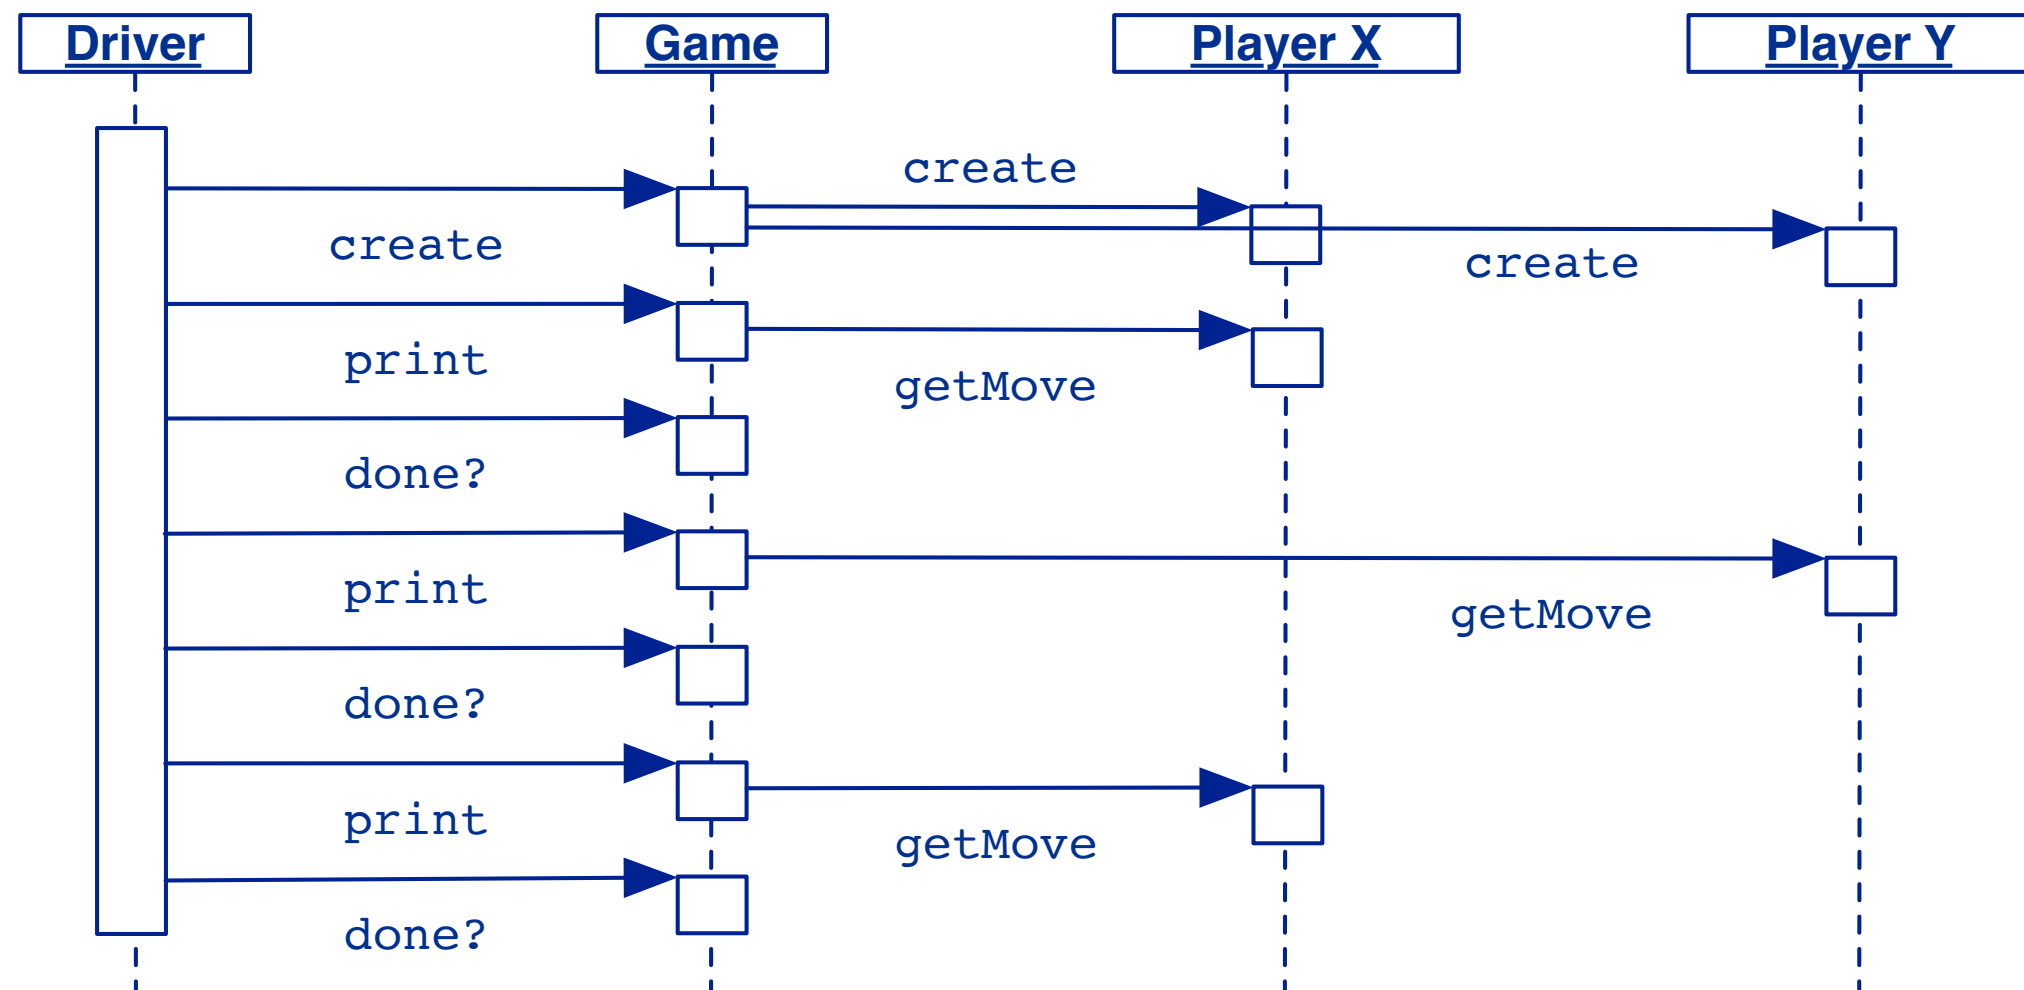 Driver
Game
Player X
Player Y
create
create
create
print
getMove
done?
print
getMove
done?
print
getMove
done?